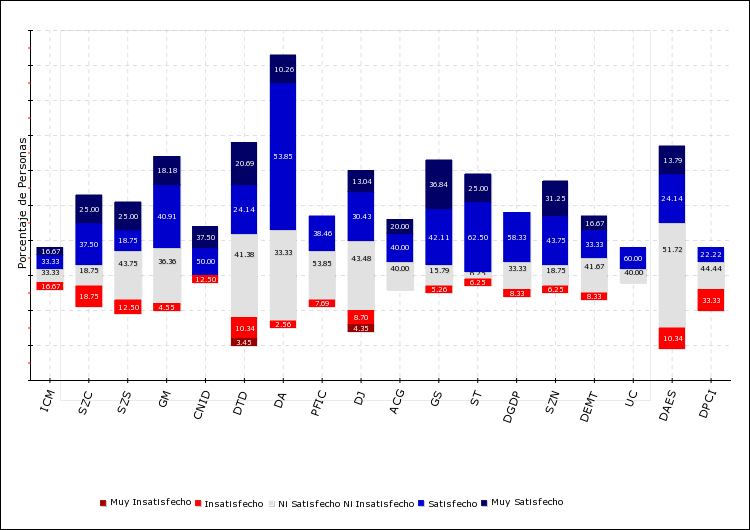 Porcentaje de Personas
16.67 33.33 33.33 16.67
25.00 37.50 18.75 18.75
25.00 18.75 43.75 12.50
18.18 40.91 36.36 4.55
37.50 50.00 12.50
20.69 24.14 41.38 10.34 3.45
10.26 53.85 33.33 2.56
38.46 53.85 7.69
13.04 30.43 43.48 8.70 4.35
20.00 40.00 40.00
36.84 42.11 15.79 5.26
25.00 62.50 6.25 6.25
58.33 33.33 8.33
31.25 43.75 18.75 6.25
16.67 33.33 41.67 8.33
60.00 40.00
13.79 24.14 51.72 10.34
22.22 44.44 33.33
ICM SZC SZS GM CNID DTD DA PFIC DJ ACG GS ST DGDP SZN DEMT UC DAES DPCI
Muy Insatisfecho Insatisfecho Ni Satisfecho Ni Insatisfecho Satisfecho Muy Satisfecho